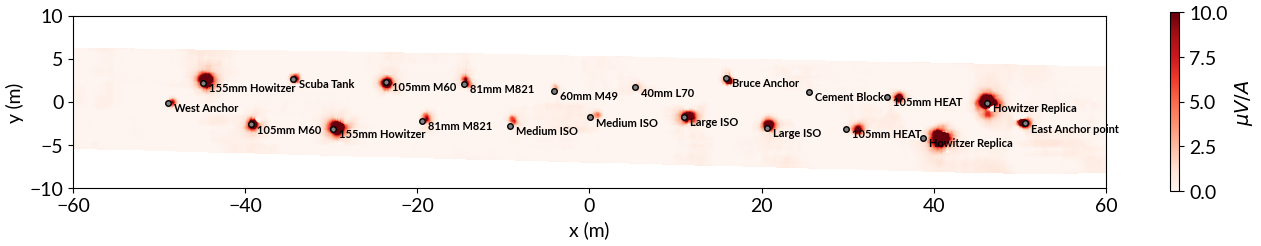 10
5
0
−5
−10
y (m)
−60
−40
−20
0
20
40
60
x (m)
155mm Howitzer
Scuba Tank
West Anchor
105mm M60
155mm Howitzer
105mm M60
81mm M821
81mm M821
Medium ISO
60mm M49
Medium ISO
40mm L70
Large ISO
Bruce Anchor
Large ISO
Cement Block
105mm HEAT
105mm HEAT
Howitzer Replica
Howitzer Replica
East Anchor point
10.0
7.5
5.0
2.5
0.0
μV/A